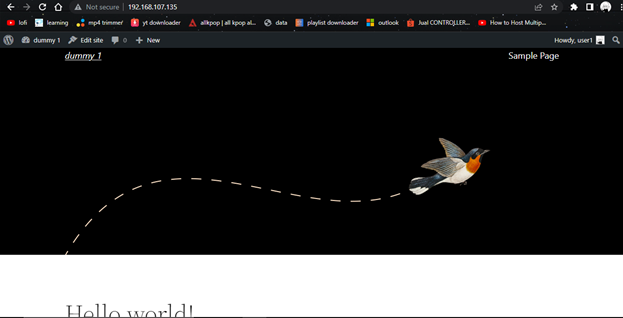 Not secure 192.168.107.135
lofi learning mp4 trimmer yt downloader allkpop | all kpop al... data playlist downloader outlook Jual CONTROLLER... How to Host Multip...
dummy 1 Edit site 0 New Howdy, user1
dummy 1 Sample Page
Hello world!